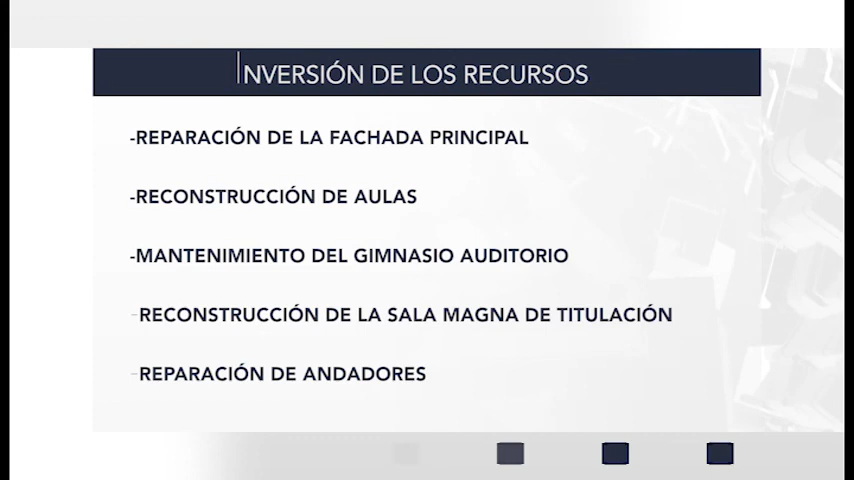 INVERSIÓN DE LOS RECURSOS
-REPARACIÓN DE LA FACHADA PRINCIPAL
-RECONSTRUCCIÓN DE AULAS
-MANTENIMIENTO DEL GIMNASIO AUDITORIO
-RECONSTRUCCIÓN DE LA SALA MAGNA DE TITULACIÓN
-REPARACIÓN DE ANDADORES